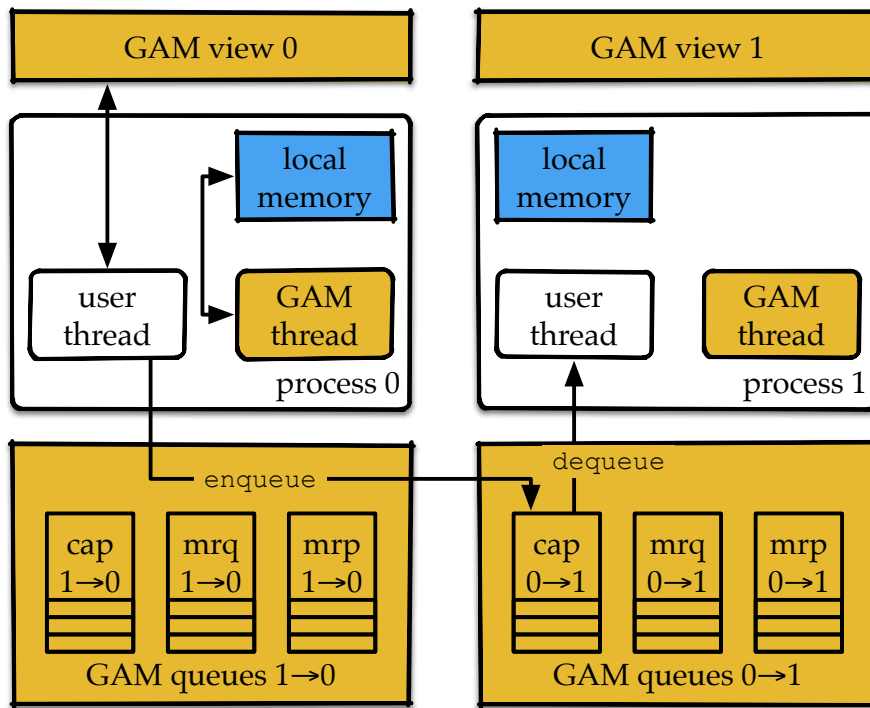 GAM view 0
GAM view 1
local
memory
user
thread
GAM
thread
process 0
local
memory
user
thread
GAM
thread
process 1
enqueue
dequeue
cap
1→0
mrq
1→0
mrp
1→0
GAM queues 1→0
cap
0→1
mrq
0→1
mrp
0→1
GAM queues 0→1